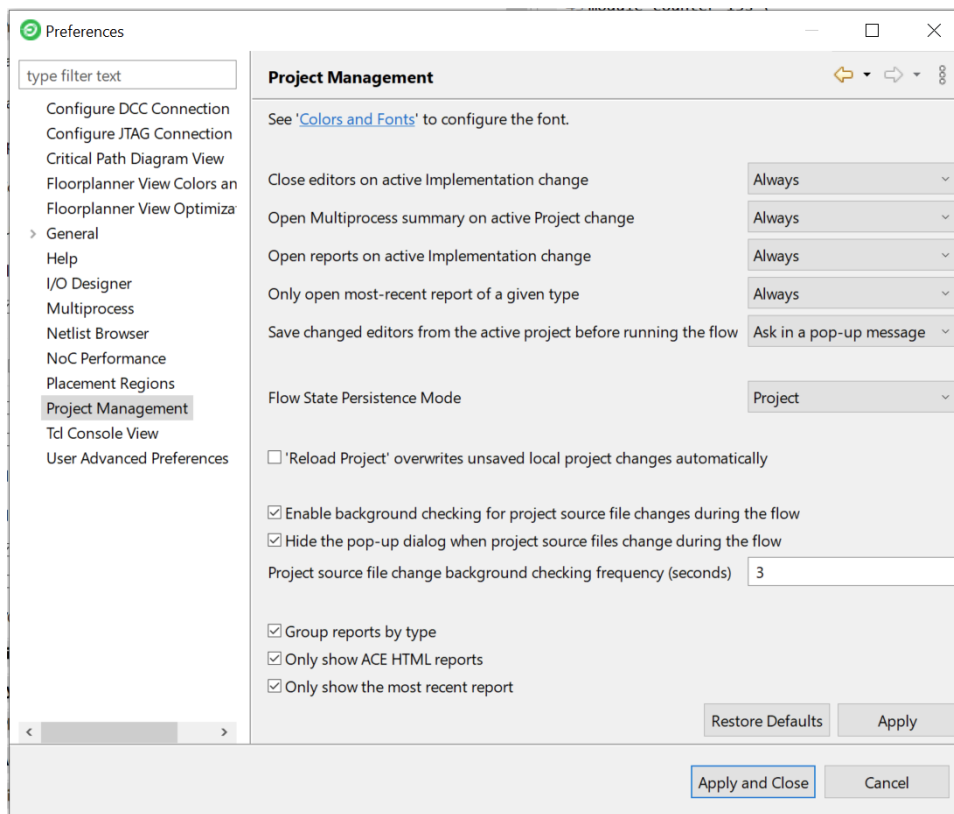 Preferences
type filter text
Configure DCC Connection
Configure JTAG Connection
Critical Path Diagram View
Floorplanner View Colors an
Floorplanner View Optimiza
General
Help
I/O Designer
Multiprocess
Netlist Browser
NoC Performance
Placement Regions
Project Management
Tcl Console View
User Advanced Preferences
Project Management
See 'Colors and Fonts' to configure the font.
Close editors on active Implementation change Always
Open Multiprocess summary on active Project change Always
Open reports on active Implementation change Always
Only open most-recent report of a given type Always
Save changed editors from the active project before running the flow Ask in a pop-up message
Flow State Persistence Mode Project
'Reload Project' overwrites unsaved local project changes automatically
Enable background checking for project source file changes during the flow
Hide the pop-up dialog when project source files change during the flow
Project source file change background checking frequency (seconds) 3
Group reports by type
Only show ACE HTML reports
Only show the most recent report
Restore Defaults Apply
Apply and Close Cancel